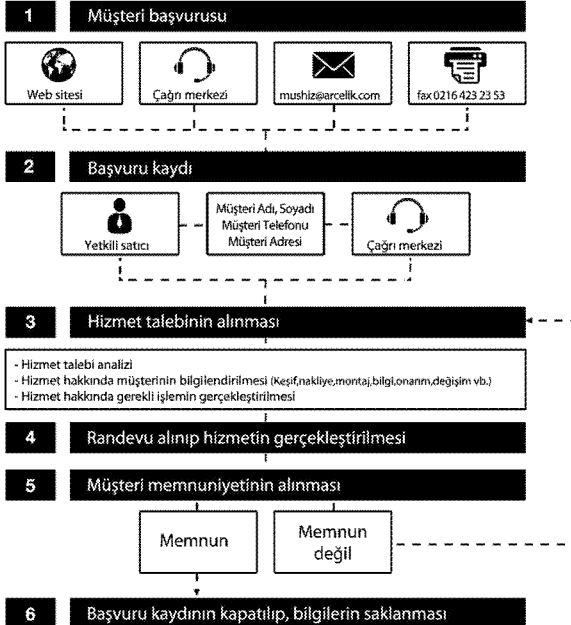 1 Müşteri başvurusu
Web sitesi
Çağrı merkezi
mushiz@arcelik.com
fax 0216 423 23 53
2 Başvuru kaydı
Yetkili satıcı
Müşteri Adı, Soyadı
Müşteri Telefonu
Müşteri Adresi
Çağrı merkezi
3 Hizmet talebinin alınması
- Hizmet talebi analizi
- Hizmet hakkında müşterinin bilgilendirilmesi (Keşif,nakliye,montaj,bilgi,onarım,değişim vb.)
- Hizmet hakkında gerekli işlemin gerçekleştirilmesi
4 Randevu alınıp hizmetin gerçekleştirilmesi
5 Müşteri memnuniyetinin alınması
Memnun
Memnun
değil
6 Başvuru kaydının kapatılıp, bilgilerin saklanması